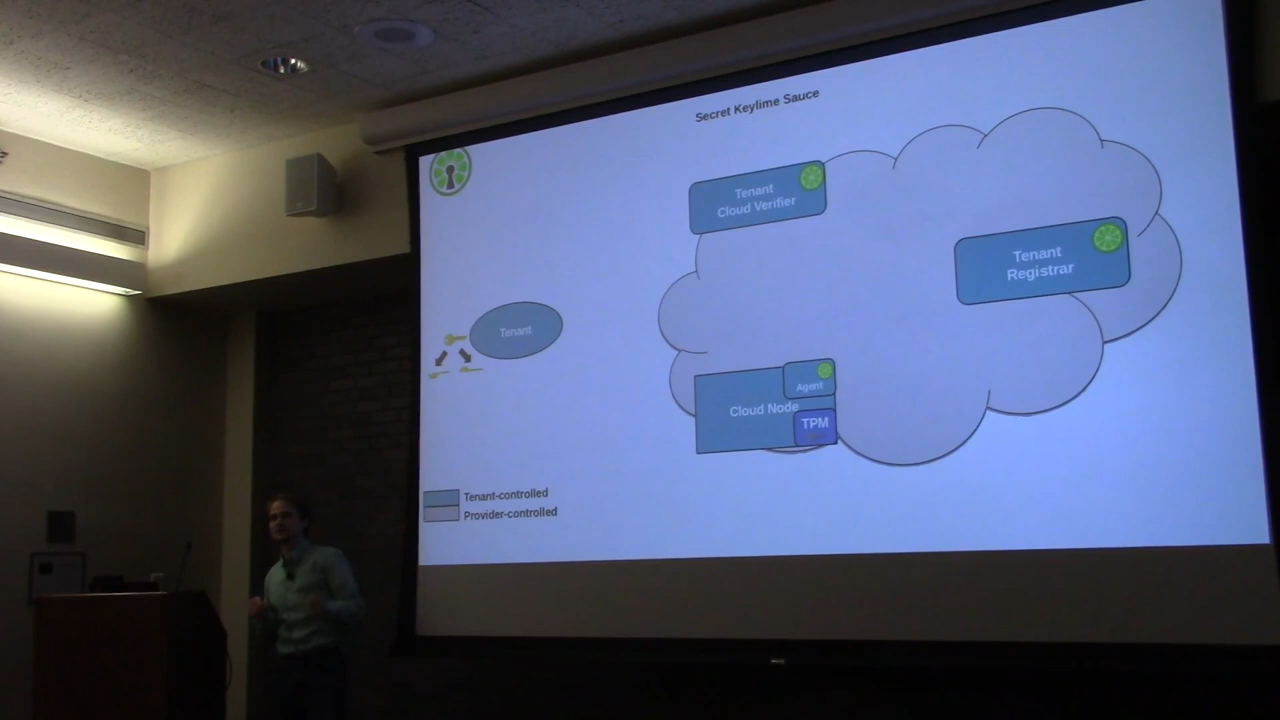 Secret Keylime Sauce
Tenant
Cloud Verifier
Tenant
Registrar
Tenant
Agent
Cloud Node
TPM
Tenant-controlled
Provider-controlled